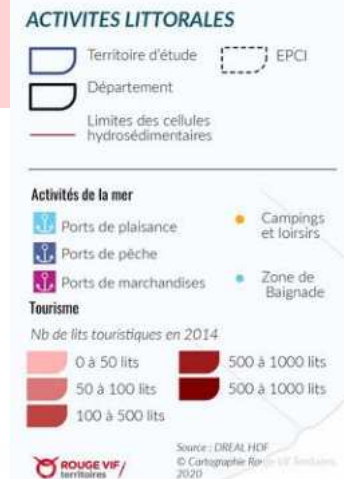 ACTIVITES LITTORALES
Territoire d'étude
EPCI
Département
Limites des cellules
hydrosédimentaires
Activités de la mer
Ports de plaisance
Campings
et loisirs
Ports de pêche
Ports de marchandises
Zone de
Baignade
Tourisme
Nb de lits touristiques en 2014
0 à 50 lits
500 à 1000 lits
50 à 100 lits
500 à 1000 lits
100 à 500 lits
Source : DREAL HDF
© Cartographie Rouge Vif Territoires,
2020
ROUGE VIF /
territoires